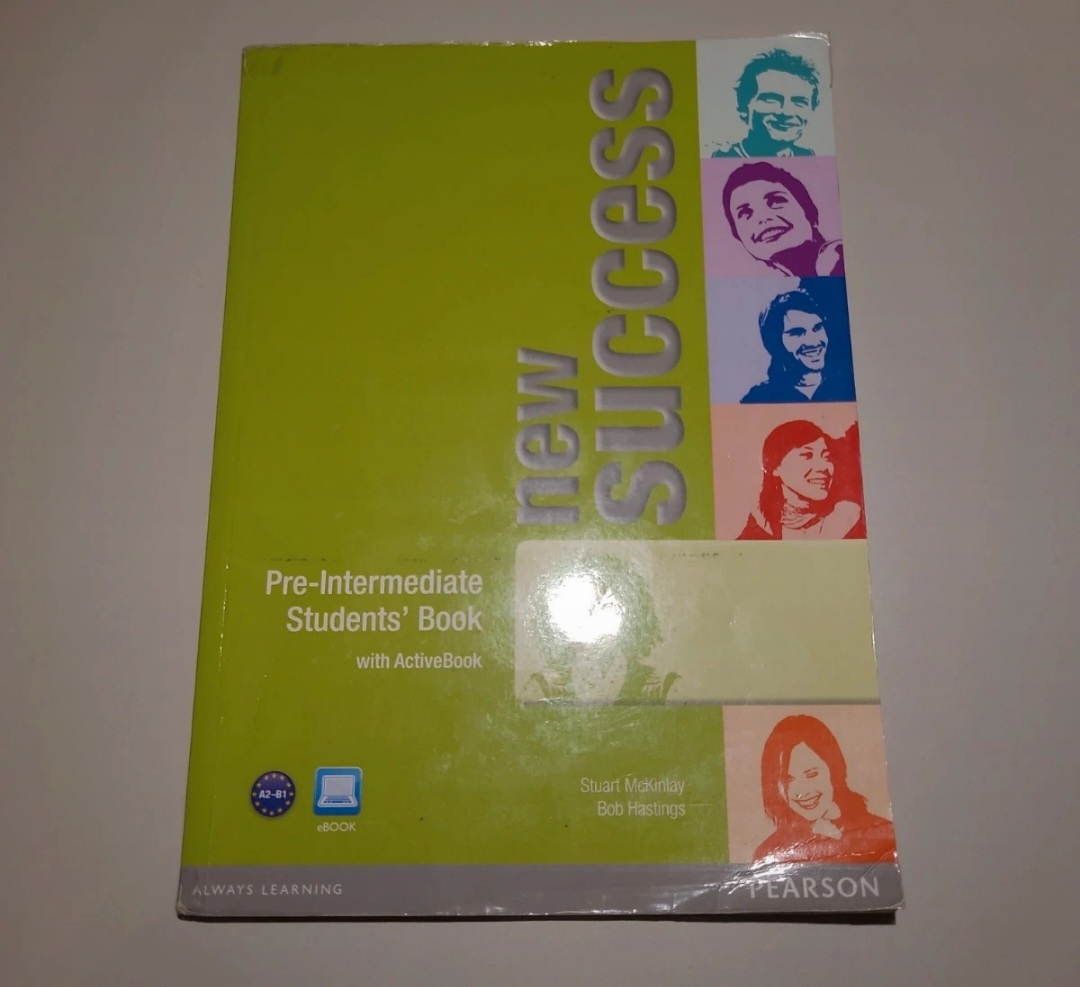 new
success
Pre-Intermediate
Students' Book
with ActiveBook
A2-B1
eBOOK
Stuart McKinlay
Bob Hastings
ALWAYS LEARNING
PEARSON